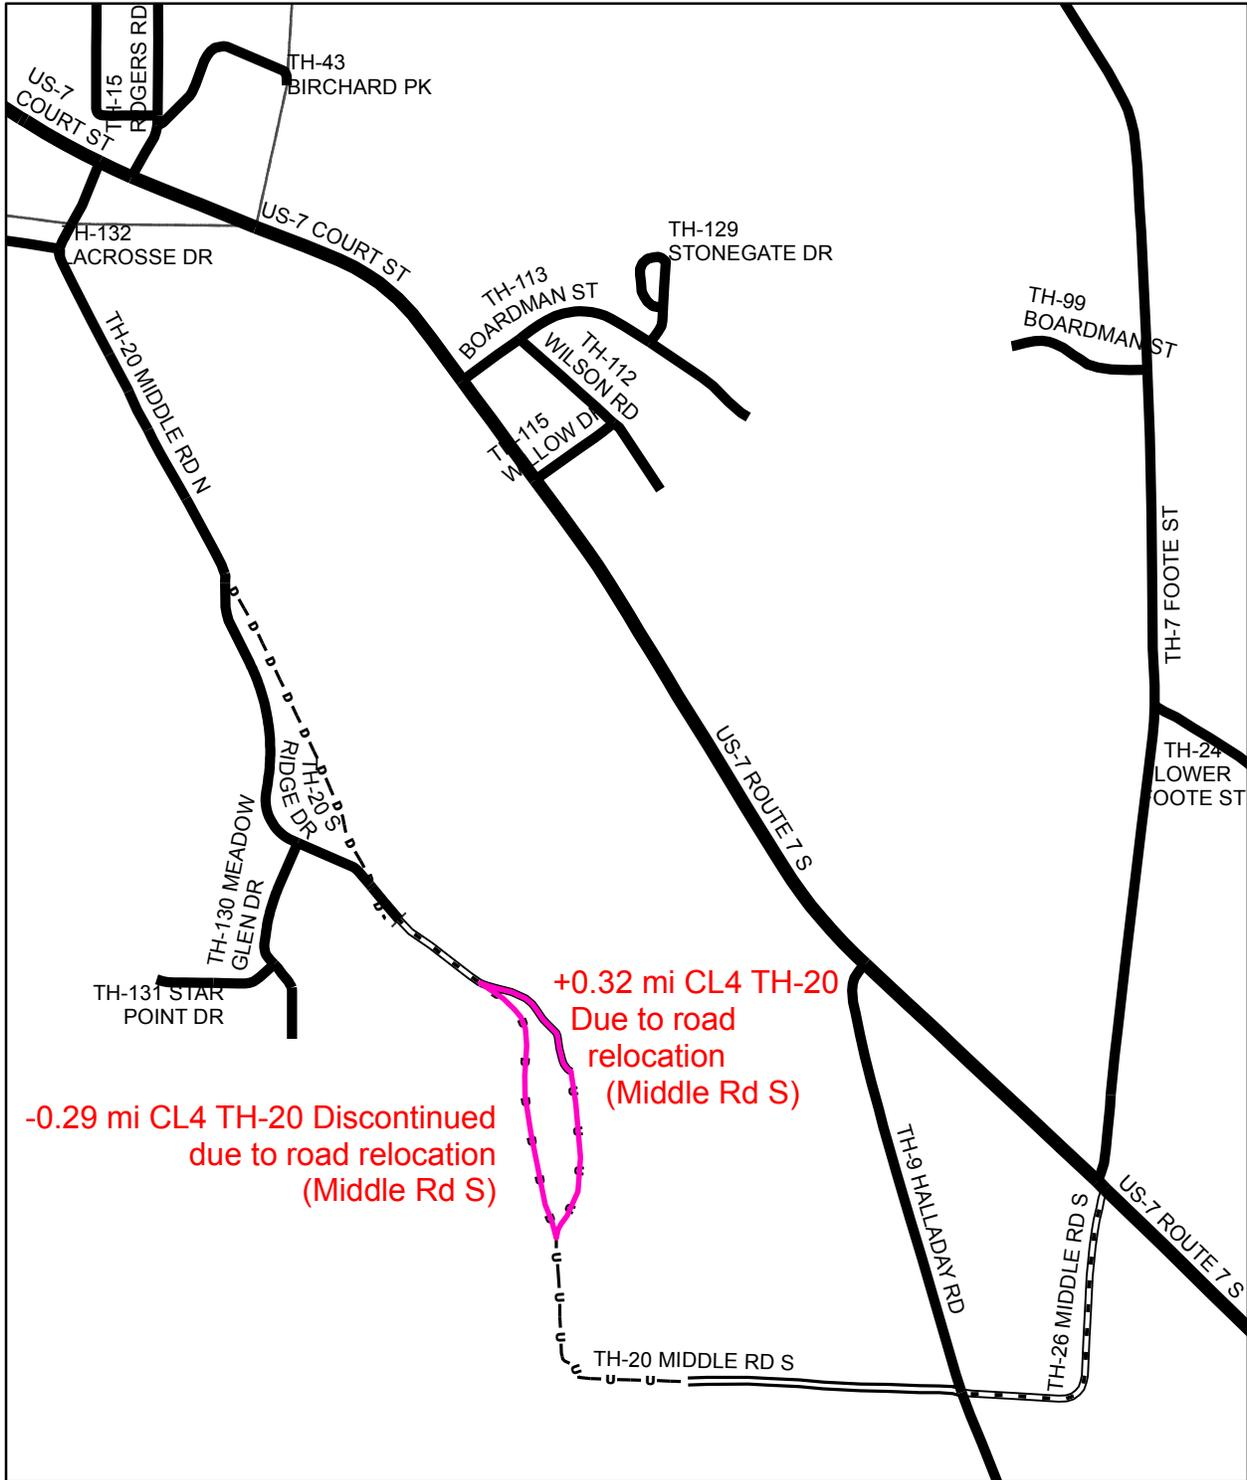 TH-15
ROGERS RD
TH-43
BIRCHARD PK
US-7
COURT ST
TH-132
LACROSSE DR
US-7 COURT ST
TH-129
STONEGATE DR
TH-113
BOARDMAN ST
TH-99
BOARDMAN ST
TH-112
WILSON RD
TH-20 MIDDLE RD N
TH-115
WILLOW DR
TH-7 FOOTE ST
TH-24
LOWER
FOOTE ST
US-7 ROUTE 7 S
TH-20 S
RIDGE DR
TH-130 MEADOW
GLEN DR
TH-131 STAR
POINT DR
+0.32 mi CL4 TH-20
Due to road
relocation
(Middle Rd S)
-0.29 mi CL4 TH-20 Discontinued
due to road relocation
(Middle Rd S)
TH-9 HALLADAY RD
TH-26 MIDDLE RD S
US-7 ROUTE 7 S
TH-20 MIDDLE RD S